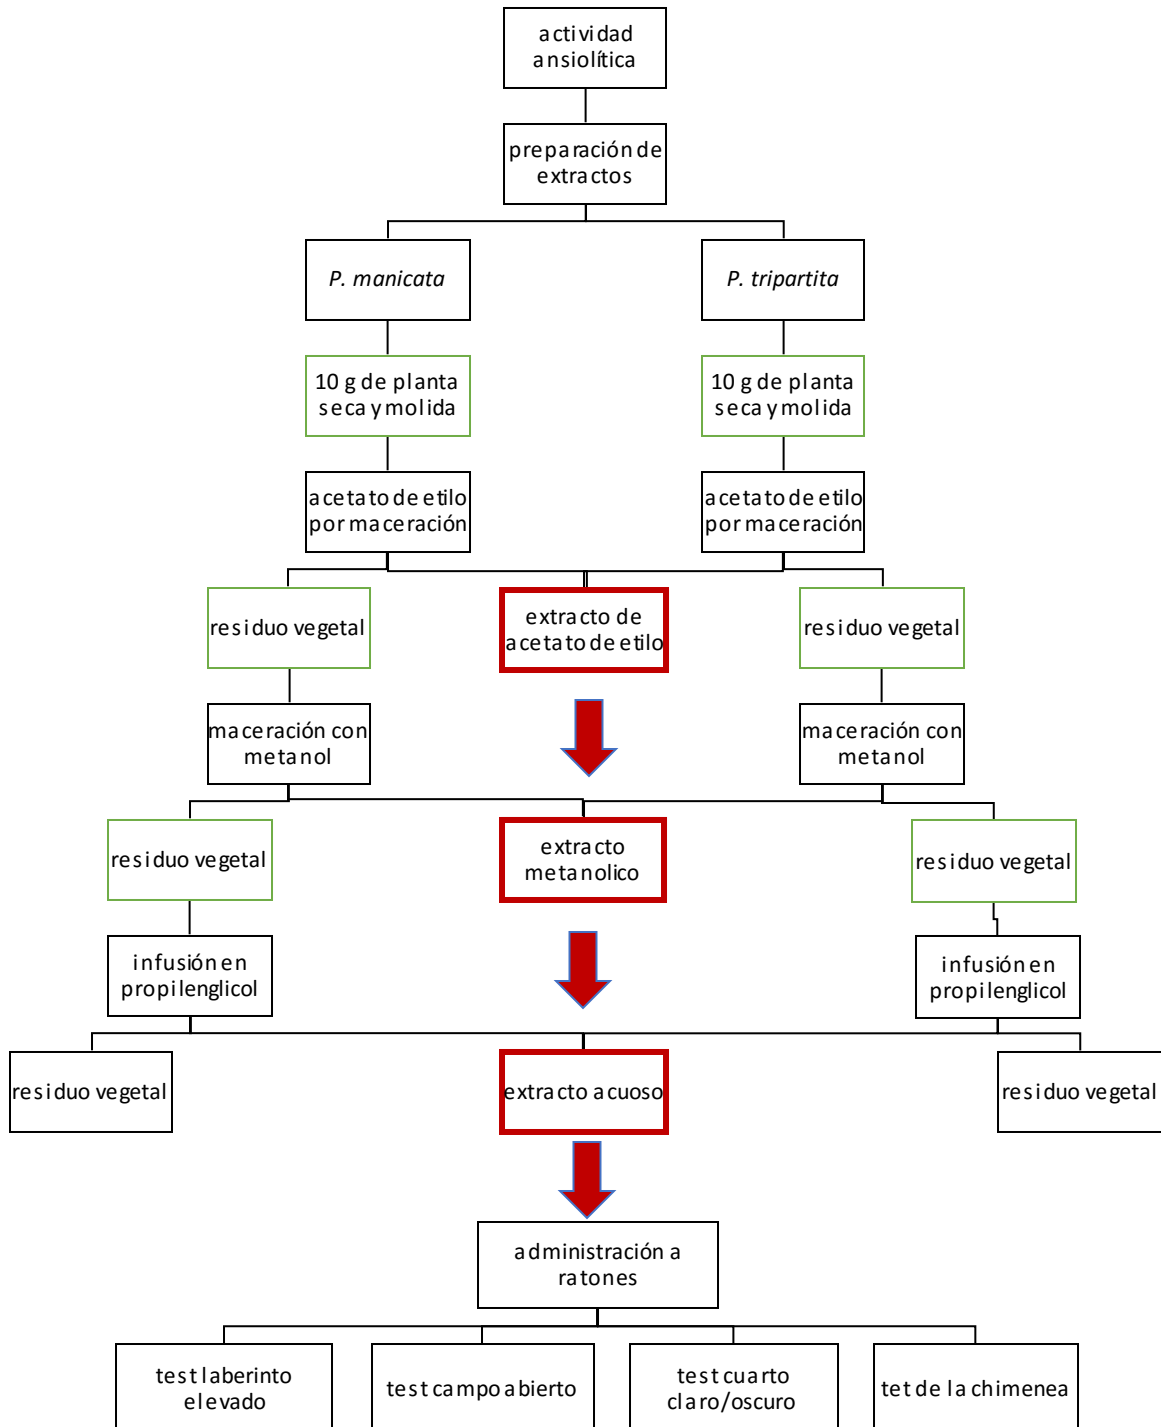 actividad
ansiolítica
preparación de
extractos
P. manicata
P. tripartita
10 g de planta
seca y molida
10 g de planta
seca y molida
acetato de etilo
por maceración
acetato de etilo
por maceración
residuo vegetal
extracto de
acetato de etilo
residuo vegetal
maceración con
metanol
maceración con
metanol
residuo vegetal
extracto
metanolico
residuo vegetal
infusión en
propilenglicol
infusión en
propilenglicol
residuo vegetal
extracto acuoso
residuo vegetal
administración a
ratones
test laberinto
elevado
test campo abierto
test cuarto
claro/oscuro
tet de la chimenea